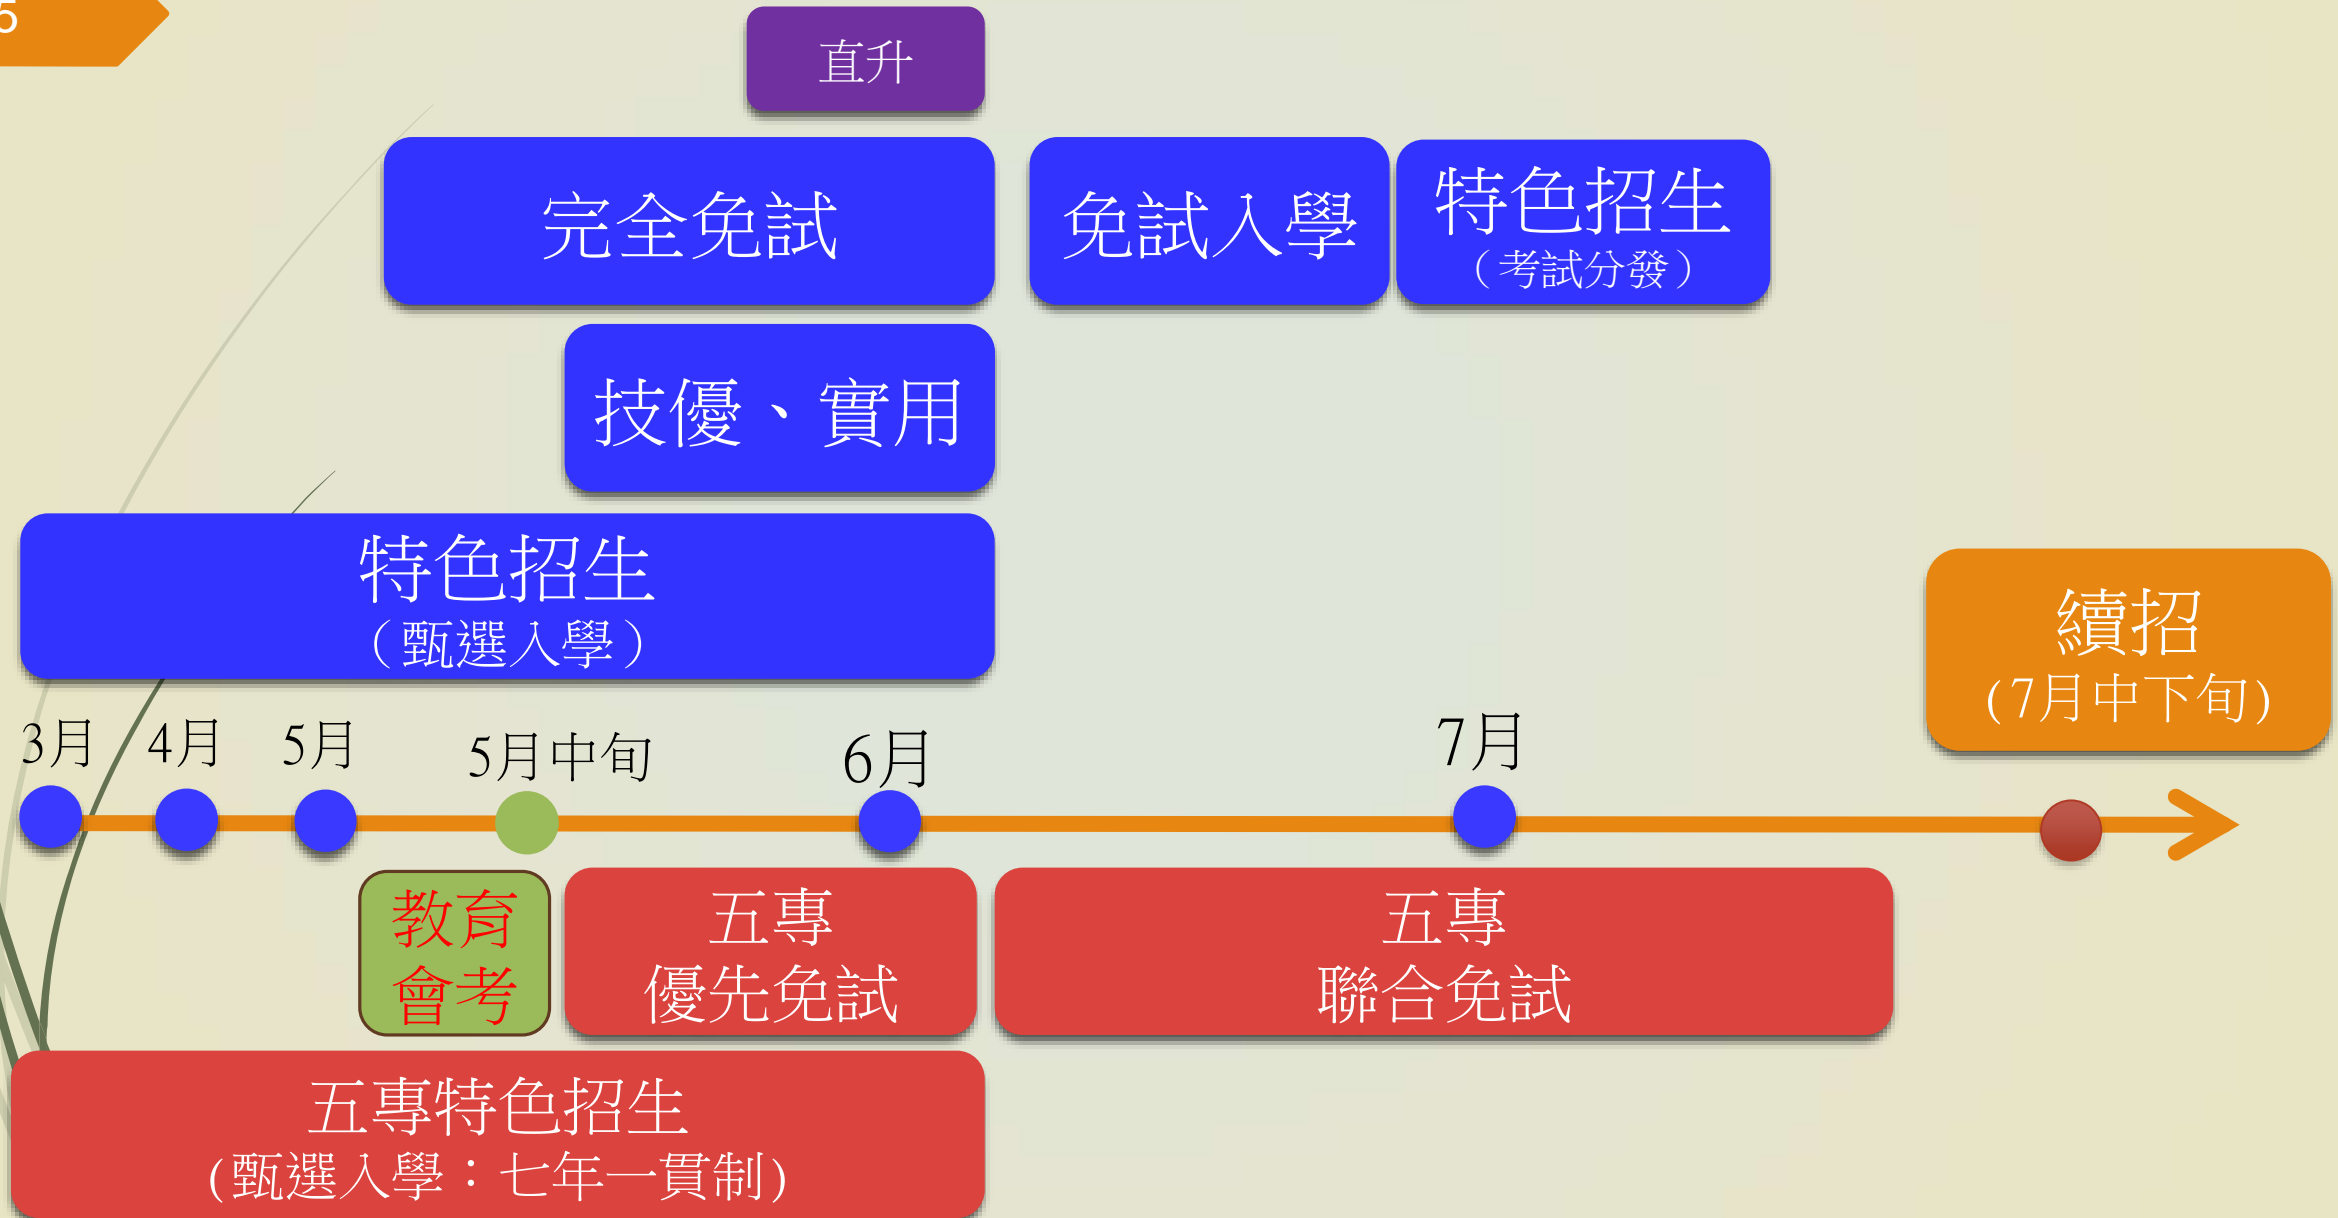 5
直升
完全免試
免試入學
特色招生
（考試分發）
技優、實用
特色招生
（甄選入學）
續招
(7月中下旬)
3月
4月
5月
5月中旬
6月
7月
教育
會考
五專
優先免試
五專
聯合免試
五專特色招生
(甄選入學：七年一貫制)